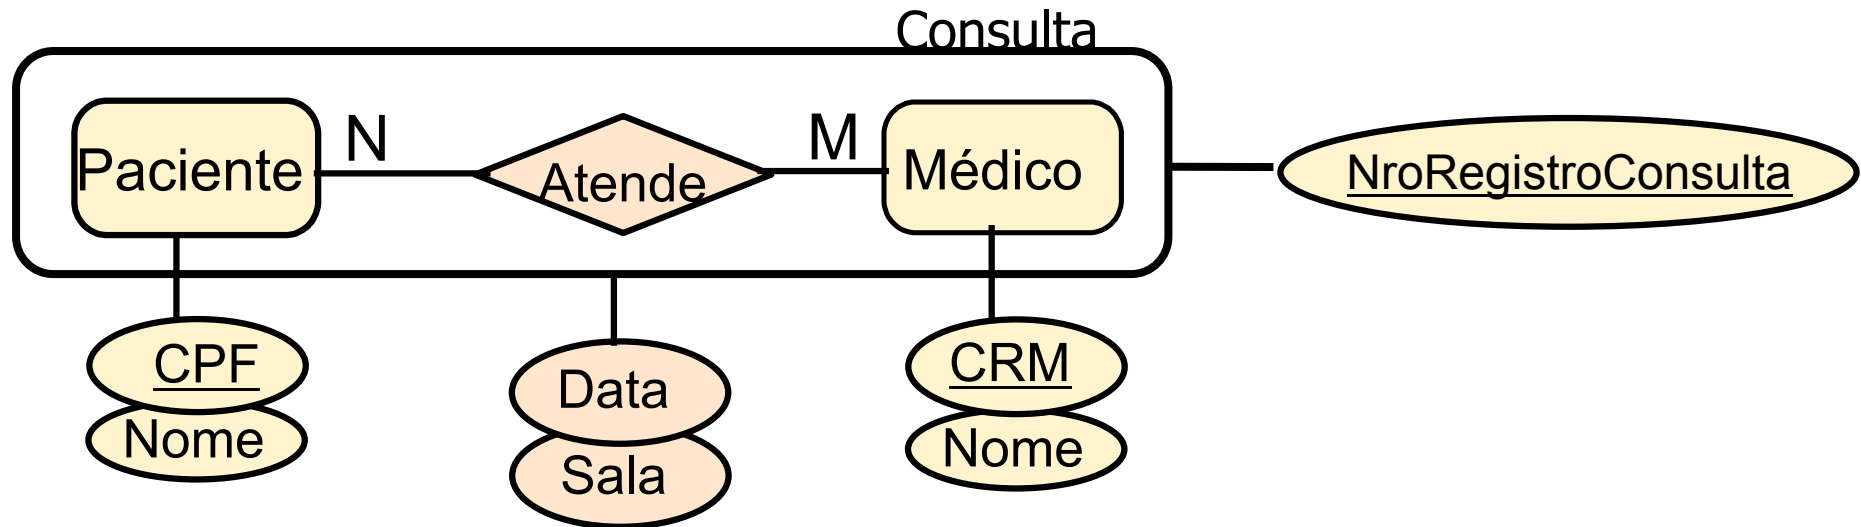 Consulta
Paciente
N
Atende
M
Médico
NroRegistroConsulta
CPF
Nome
Data
Sala
CRM
Nome